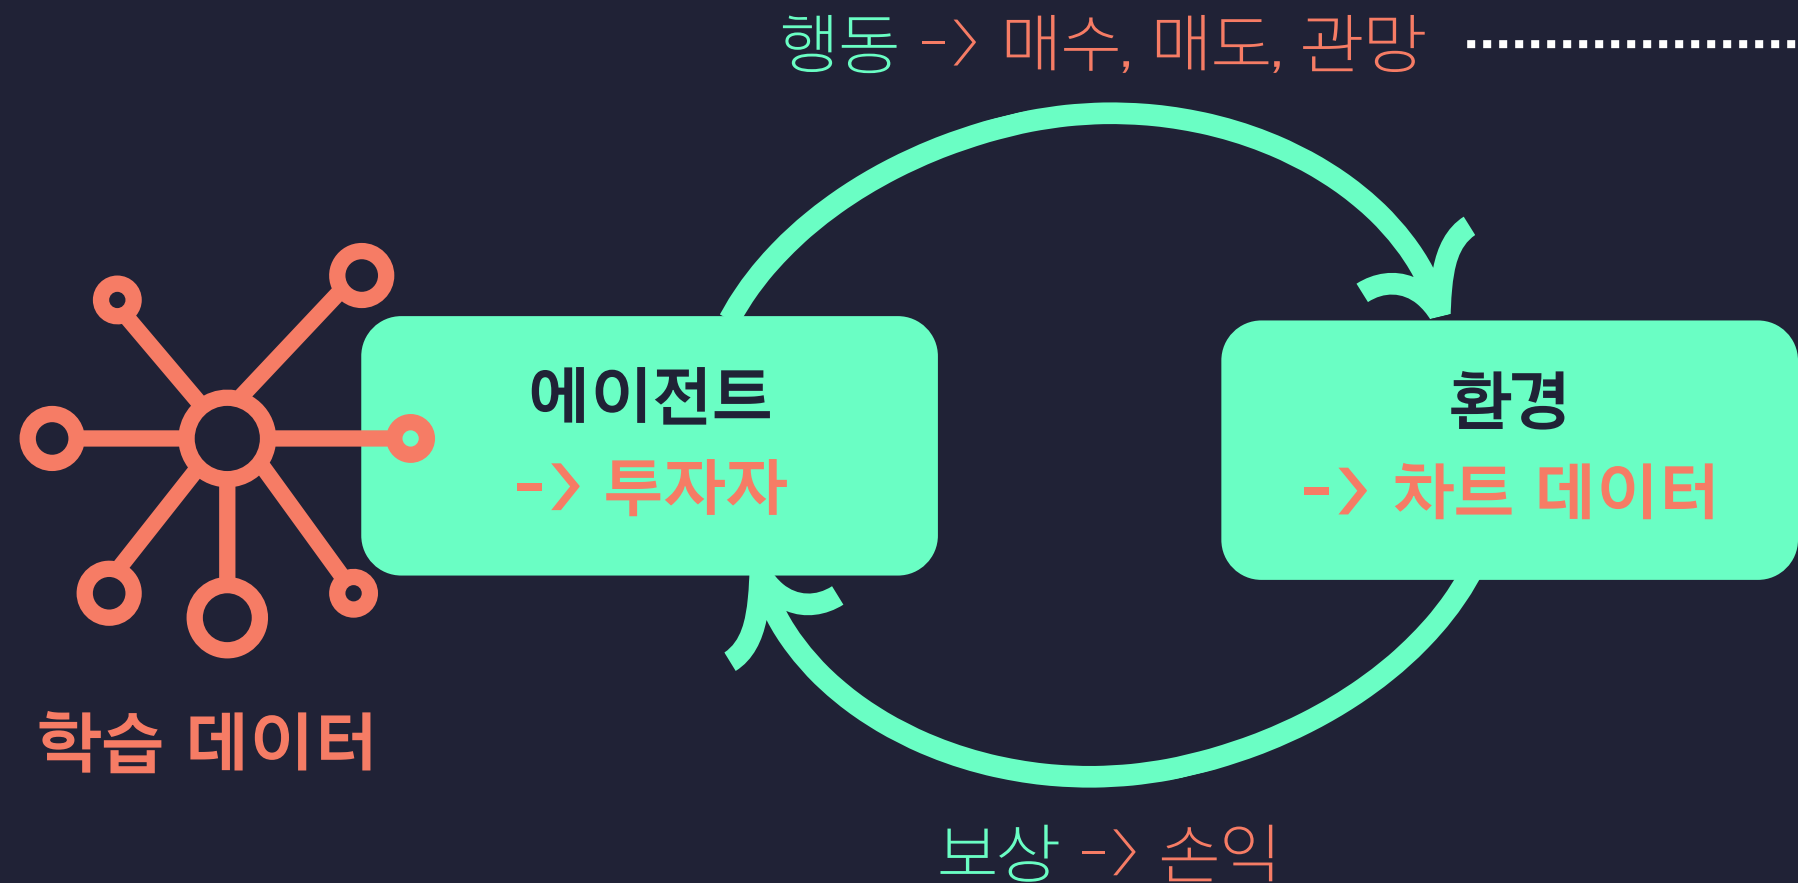 행동 -> 매수, 매도, 관망
에이전트
-> 투자자
환경
-> 차트 데이터
학습 데이터
보상 -> 손익